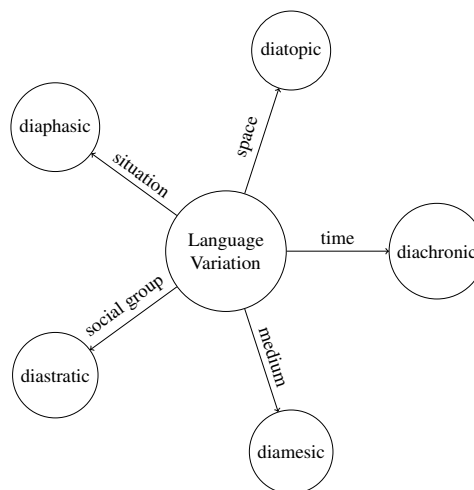 diatopic
diaphasic
space
situation
Language
Variation
time
diachronic
social group
medium
diastratic
diamesic